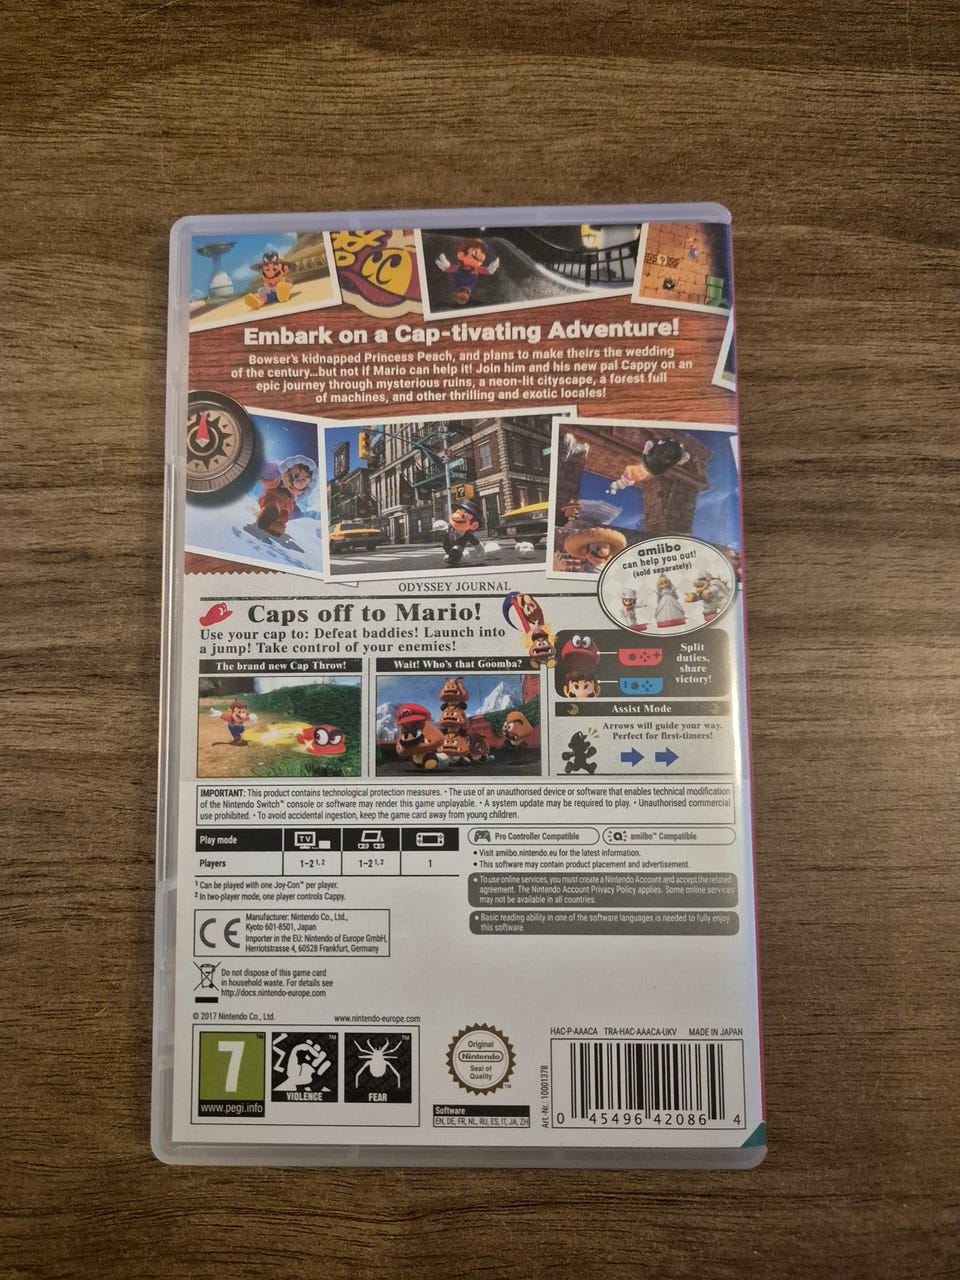 Embark on a Cap-tivating Adventure!
Bowser's kidnapped Princess Peach, and plans to make theirs the wedding
of the century...but not if Mario can help it! Join him and his new pal Cappy on an
epic journey through mysterious ruins, a neon-lit cityscape, a forest full
of machines, and other thrilling and exotic locales!
amiibo
can help you out!
(sold separately)
ODYSSEY JOURNAL
Caps off to Mario!
Use your cap to: Defeat baddies! Launch into
a jump! Take control of your enemies!
The brand new Cap Throw!
Wait! Who's that Goomba?
Split
duties,
share
victory!
Assist Mode
Arrows will guide your way.
Perfect for first-timers!
IMPORTANT: This product contains technological protection measures. • The use of an unauthorised device or software that enables technical modification
of the Nintendo Switch™ console or software may render this game unplayable. • A system update may be required to play. • Unauthorised commercial
use prohibited. • To avoid accidental ingestion, keep the game card away from young children.
Play mode
TV
Players
1-2 1, 2
1-2 1, 2
1
Pro Controller Compatible
amiibo™ Compatible
• Visit amiibo.nintendo.eu for the latest information.
• This software may contain product placement and advertisement.
• To use online services, you must create a Nintendo Account and accept the related
agreement. The Nintendo Account Privacy Policy applies. Some online services
may not be available in all countries.
• Basic reading ability in one of the software languages is needed to fully enjoy
this software.
1 Can be played with one Joy-Con™ per player.
2 In two-player mode, one player controls Cappy.
CE
Manufacturer: Nintendo Co., Ltd.,
Kyoto 601-8501, Japan
Importer in the EU: Nintendo of Europe GmbH,
Herriotstrasse 4, 60528 Frankfurt, Germany
Do not dispose of this game card
in household waste. For details see
http://docs.nintendo-europe.com
© 2017 Nintendo Co., Ltd.
www.nintendo-europe.com
7
www.pegi.info
VIOLENCE
FEAR
Original
Nintendo
Seal of
Quality
Software
EN, DE, FR, NL, RU, ES, IT, JA, ZH
HAC-P-AAACA TRA-HAC-AAACA-UKV MADE IN JAPAN
Art.-Nr.: 10001378
0 45496 42086 4